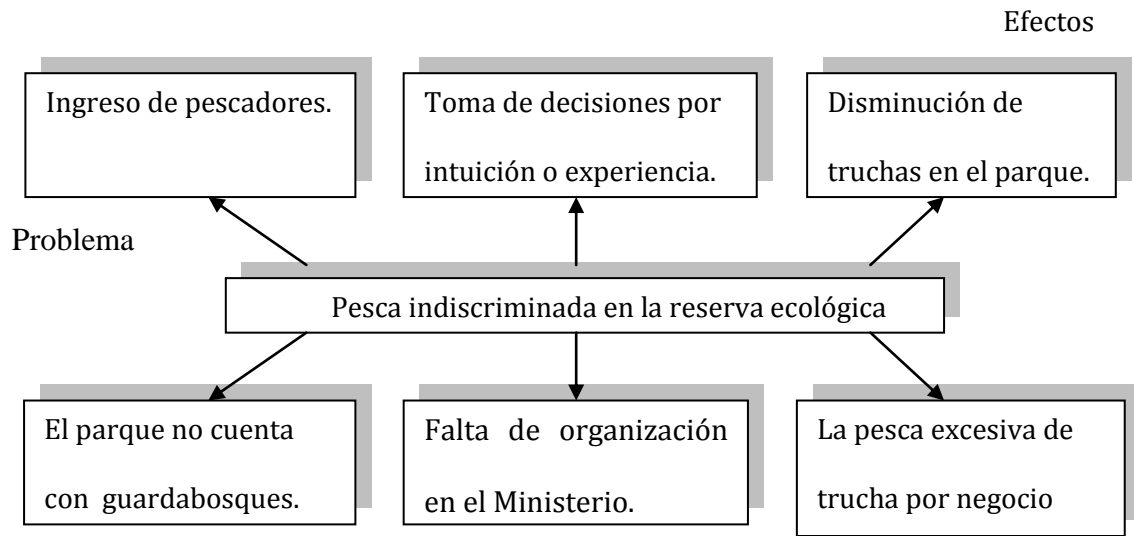 Efectos
Ingreso de pescadores.
Toma de decisiones por
intuición o experiencia.
Disminución de
truchas en el parque.
Problema
Pesca indiscriminada en la reserva ecológica
El parque no cuenta
con guardabosques.
Falta de organización
en el Ministerio.
La pesca excesiva de
trucha por negocio